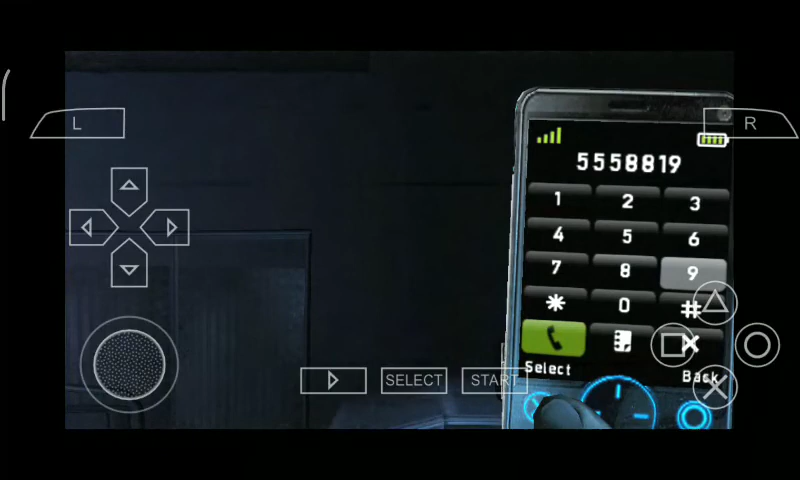 L
R
5558819
1 2 3
4 5 6
7 8 9
* 0 #
Select
Back
SELECT
START